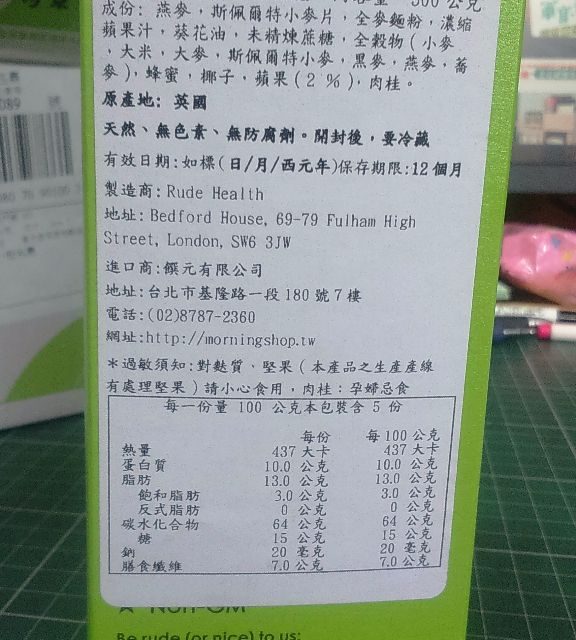 500 公克
成份: 燕麥，斯佩爾特小麥片，全麥麵粉，濃縮
蘋果汁，葵花油，未精煉蔗糖，全穀物(小麥
，大米，大麥，斯佩爾特小麥，黑麥，燕麥，蕎
麥)，蜂蜜，椰子，蘋果(2 %)，肉桂。
原產地: 英國
天然、無色素、無防腐劑。開封後，要冷藏
有效日期:如標(日/月/西元年)保存期限:12個月
製造商: Rude Health
地址: Bedford House, 69-79 Fulham High
Street, London, SW6 3JW
進口商:饌元有限公司
地址:台北市基隆路一段180號7樓
電話:(02)8787-2360
網址:http://morningshop.tw
*過敏須知:對麩質、堅果(本產品之生產產線
有處理堅果)請小心食用，肉桂：孕婦忌食
每一份量 100 公克本包裝含 5 份
每份 每100公克
熱量 437 大卡 437 大卡
蛋白質 10.0 公克 10.0 公克
脂肪 13.0 公克 13.0 公克
飽和脂肪 3.0 公克 3.0 公克
反式脂肪 0 公克 0 公克
碳水化合物 64 公克 64 公克
糖 15 公克 15 公克
鈉 20 毫克 20 毫克
膳食纖維 7.0 公克 7.0 公克
Non-GM
Be rude (or nice) to us: